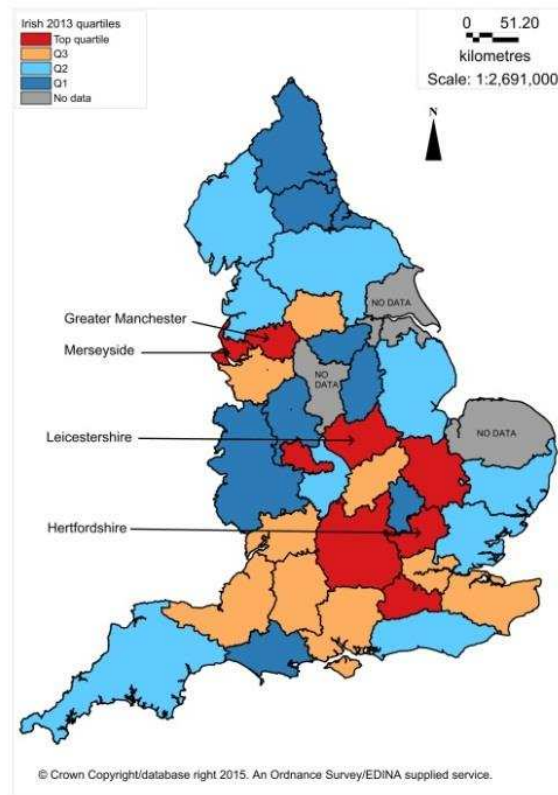 Irish 2013 quartiles
Top quartile
Q3
Q2
Q1
No data
0 51.20
kilometres
Scale: 1:2,691,000
N
NO DATA
Greater Manchester
Merseyside
NO
DATA
Leicestershire
NO DATA
Hertfordshire
© Crown Copyright/database right 2015. An Ordnance Survey/EDINA supplied service.